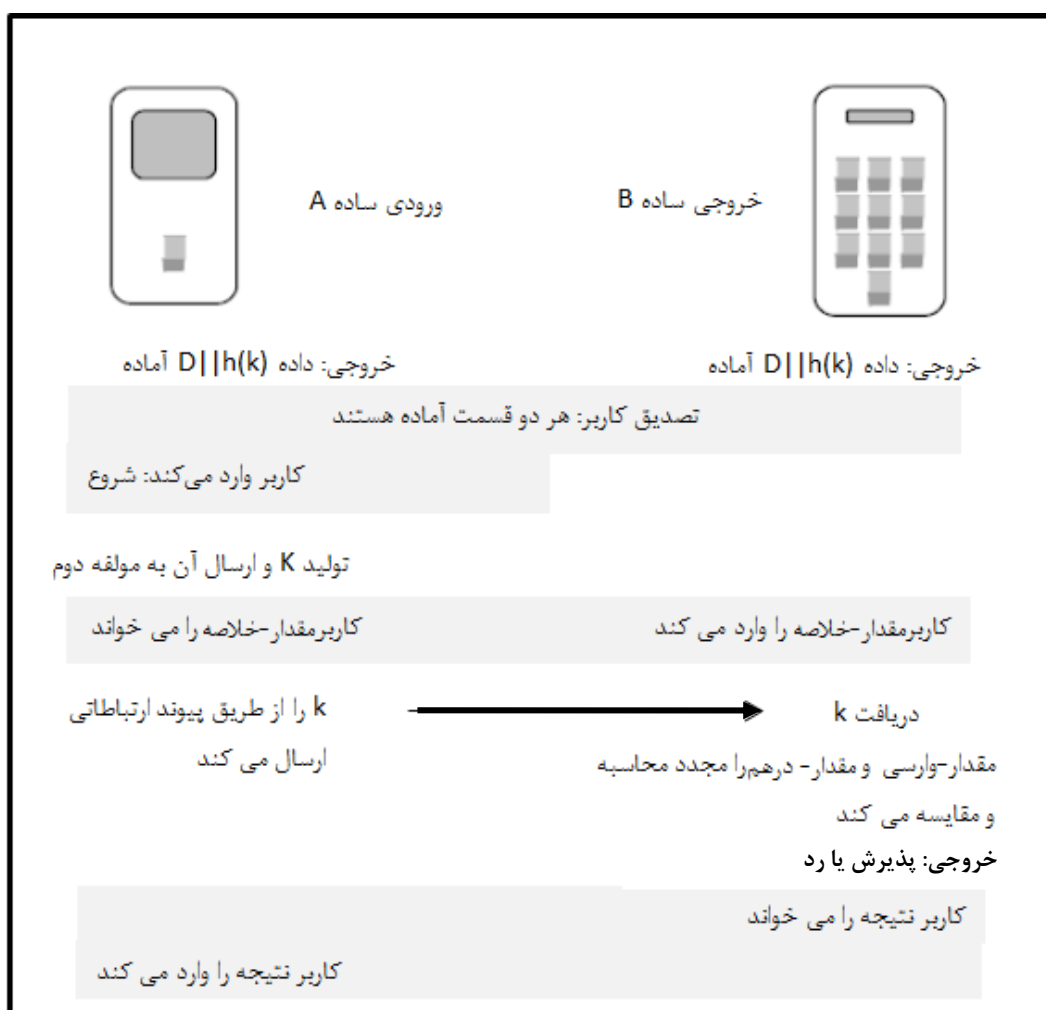 ورودی ساده A
خروجی ساده B
خروجی: داده D||h(k) آماده
خروجی: داده D||h(k) آماده
تصدیق کاربر: هر دو قسمت آماده هستند
کاربر وارد می‌کند: شروع
تولید K و ارسال آن به مولفه دوم
کاربرمقدار-خلاصه را می خواند
کاربرمقدار-خلاصه را وارد می کند
k را از طریق پیوند ارتباطاتی
ارسال می کند
دریافت k
مقدار-وارسی و مقدار- درهم‌را مجدد محاسبه
و مقایسه می کند
خروجی: پذیرش یا رد
کاربر نتیجه را می خواند
کاربر نتیجه را وارد می کند